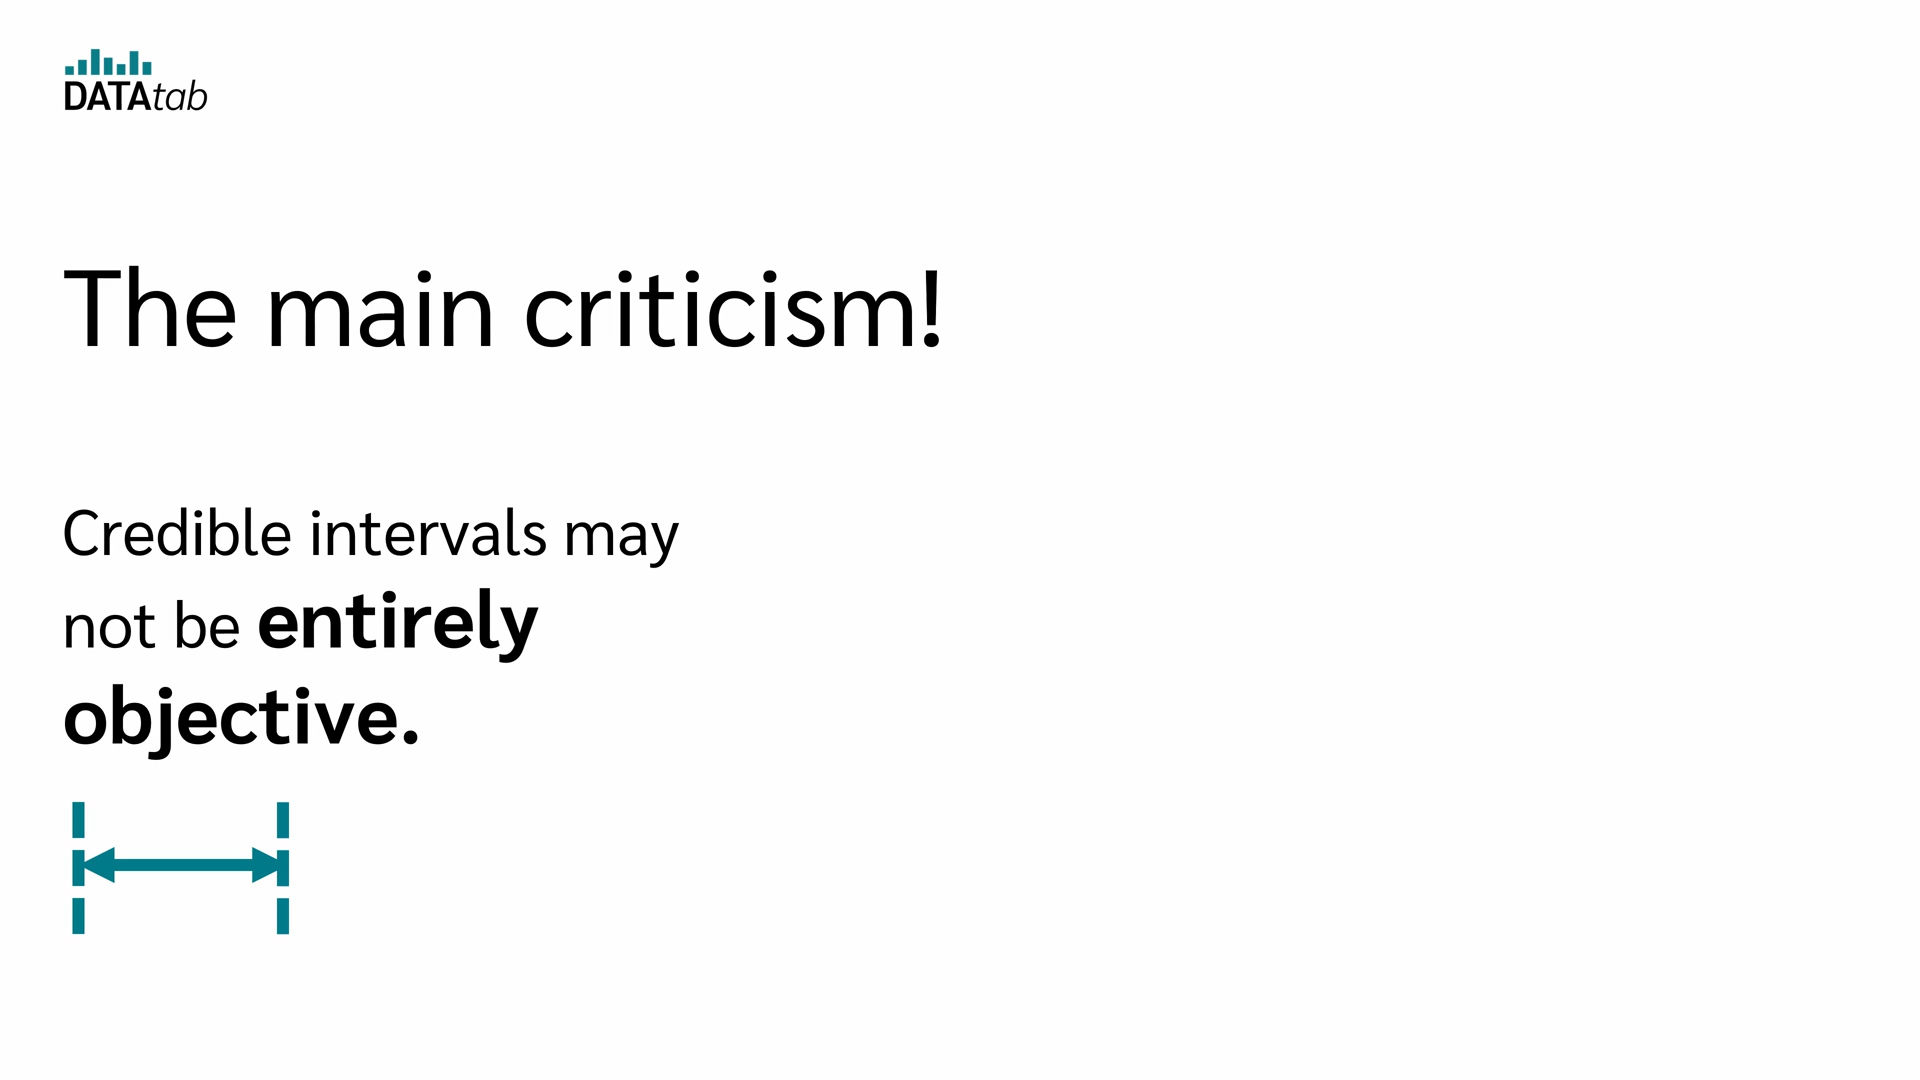 DATAtab
The main criticism!
Credible intervals may
not be entirely
objective.